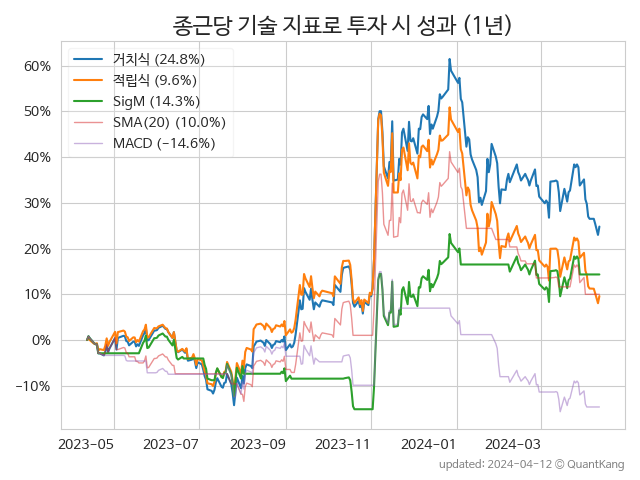 종근당 기술 지표로 투자 시 성과 (1년)
거치식 (24.8%)
적립식 (9.6%)
SigM (14.3%)
SMA(20) (10.0%)
MACD (−14.6%)
60%
50%
40%
30%
20%
10%
0%
−10%
2023-05 2023-07 2023-09 2023-11 2024-01 2024-03
updated: 2024-04-12 © QuantKang